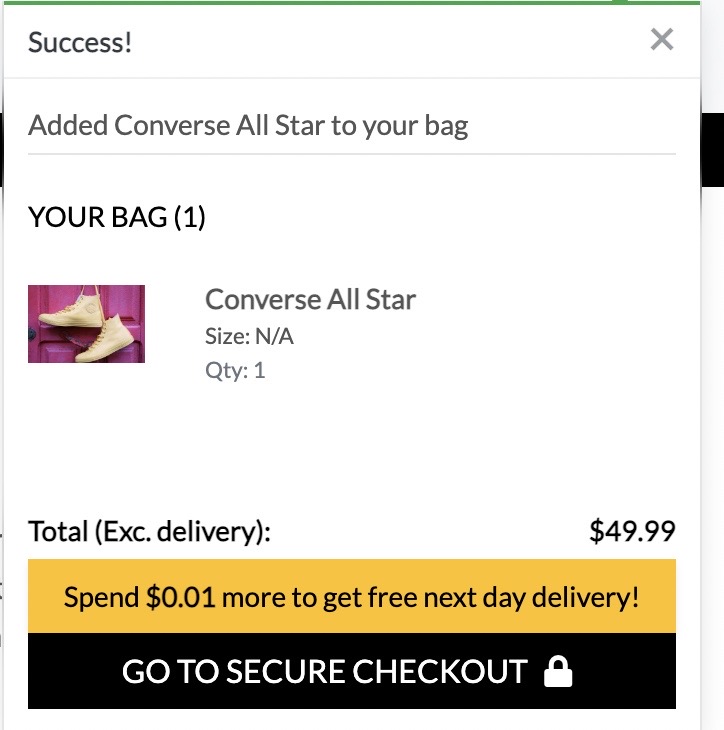 Success!
Added Converse All Star to your bag
YOUR BAG (1)
Converse All Star
Size: N/A
Qty: 1
Total (Exc. delivery): $49.99
Spend $0.01 more to get free next day delivery!
GO TO SECURE CHECKOUT